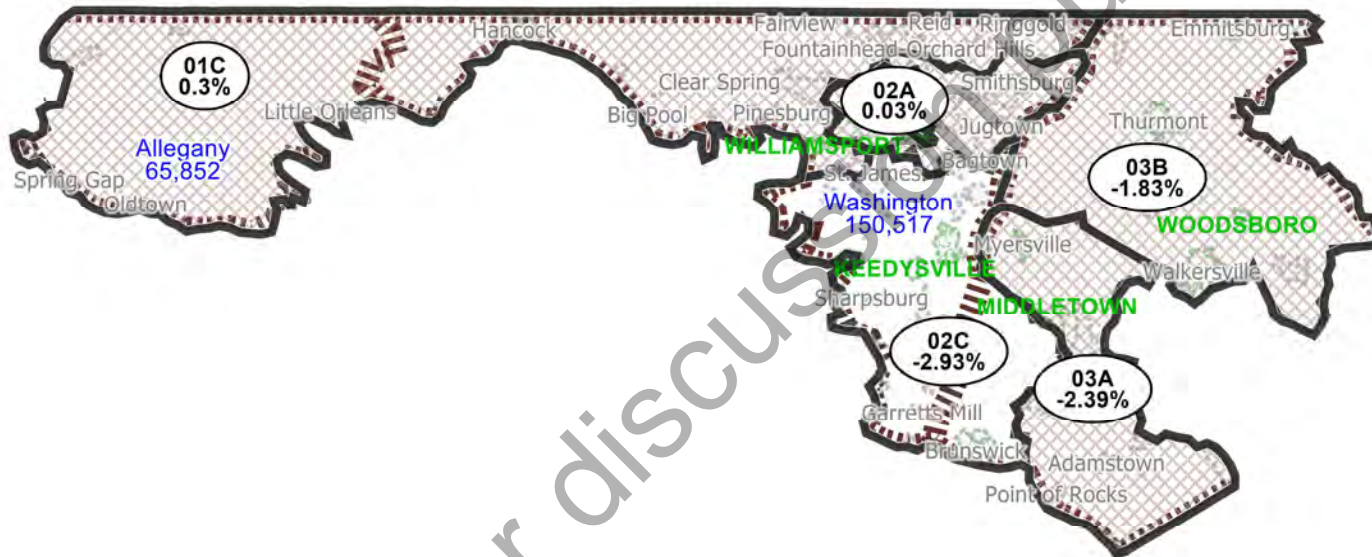 Hancock
Fairview
Reid
Ringgold
Emmitsburg
Fountainhead-Orchard Hills
01C
0.3%
Clear Spring
Smithsburg
02A
0.03%
Little Orleans
Big Pool
Pinesburg
Jugtown
Thurmont
Allegany
65,852
WILLIAMSPORT
Bagtown
03B
-1.83%
Spring Gap
Oldtown
St. James
Washington
150,517
WOODSBORO
Myersville
KEEDYSVILLE
Walkersville
Sharpsburg
MIDDLETOWN
02C
-2.93%
03A
-2.39%
Garretts Mill
Brunswick
Adamstown
Point of Rocks
r discuss